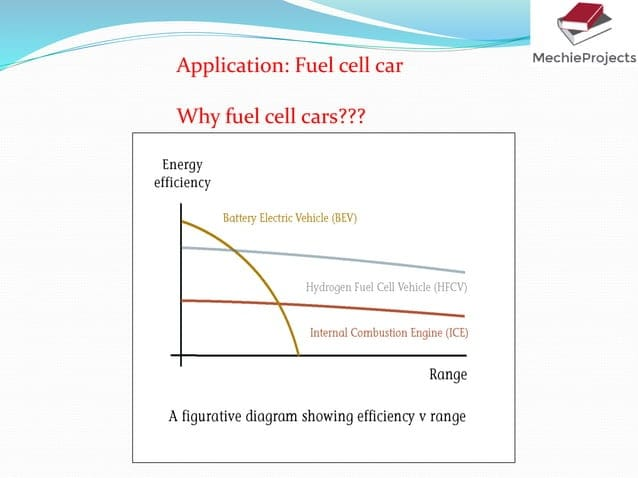 MechieProjects
Application: Fuel cell car
Why fuel cell cars???
Energy
efficiency
Battery Electric Vehicle (BEV)
Hydrogen Fuel Cell Vehicle (HFCV)
Internal Combustion Engine (ICE)
Range
A figurative diagram showing efficiency v range